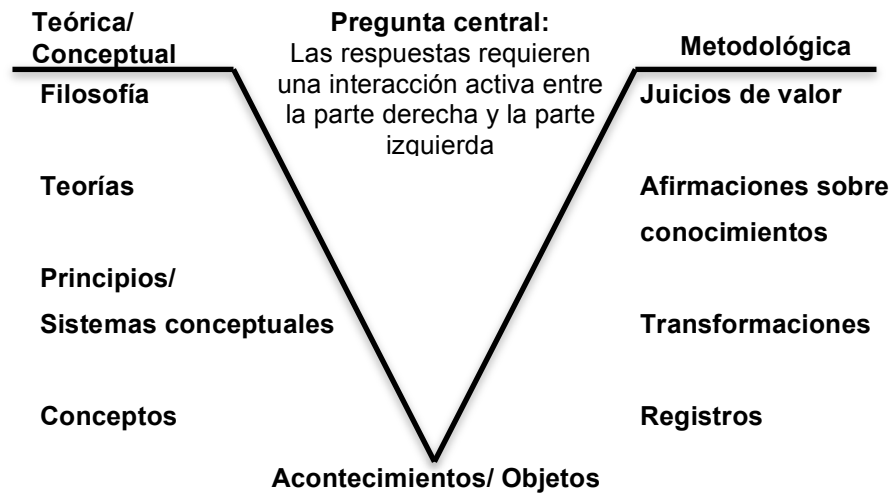 Teórica/
Conceptual
Pregunta central:
Las respuestas requieren
una interacción activa entre
la parte derecha y la parte
izquierda
Metodológica
Filosofía
Teorías
Principios/
Sistemas conceptuales
Conceptos
Juicios de valor
Afirmaciones sobre
conocimientos
Transformaciones
Registros
Acontecimientos/ Objetos